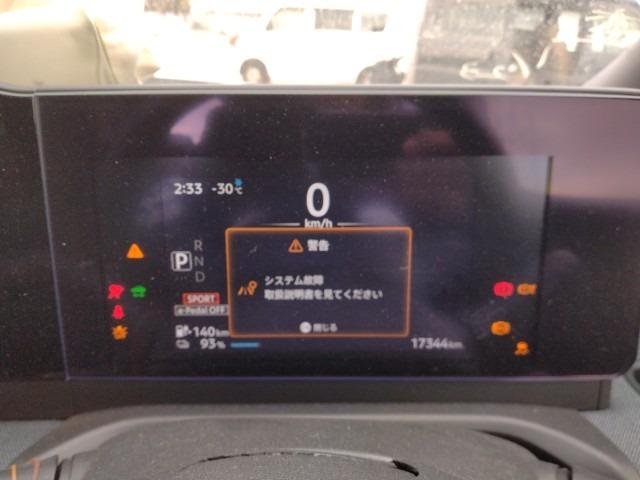 2:33 -30℃
0
km/h
警告
R
P N
D
システム故障
取扱説明書を見てください
SPORT
e-Pedal OFF
140km
閉じる
93%
17344km